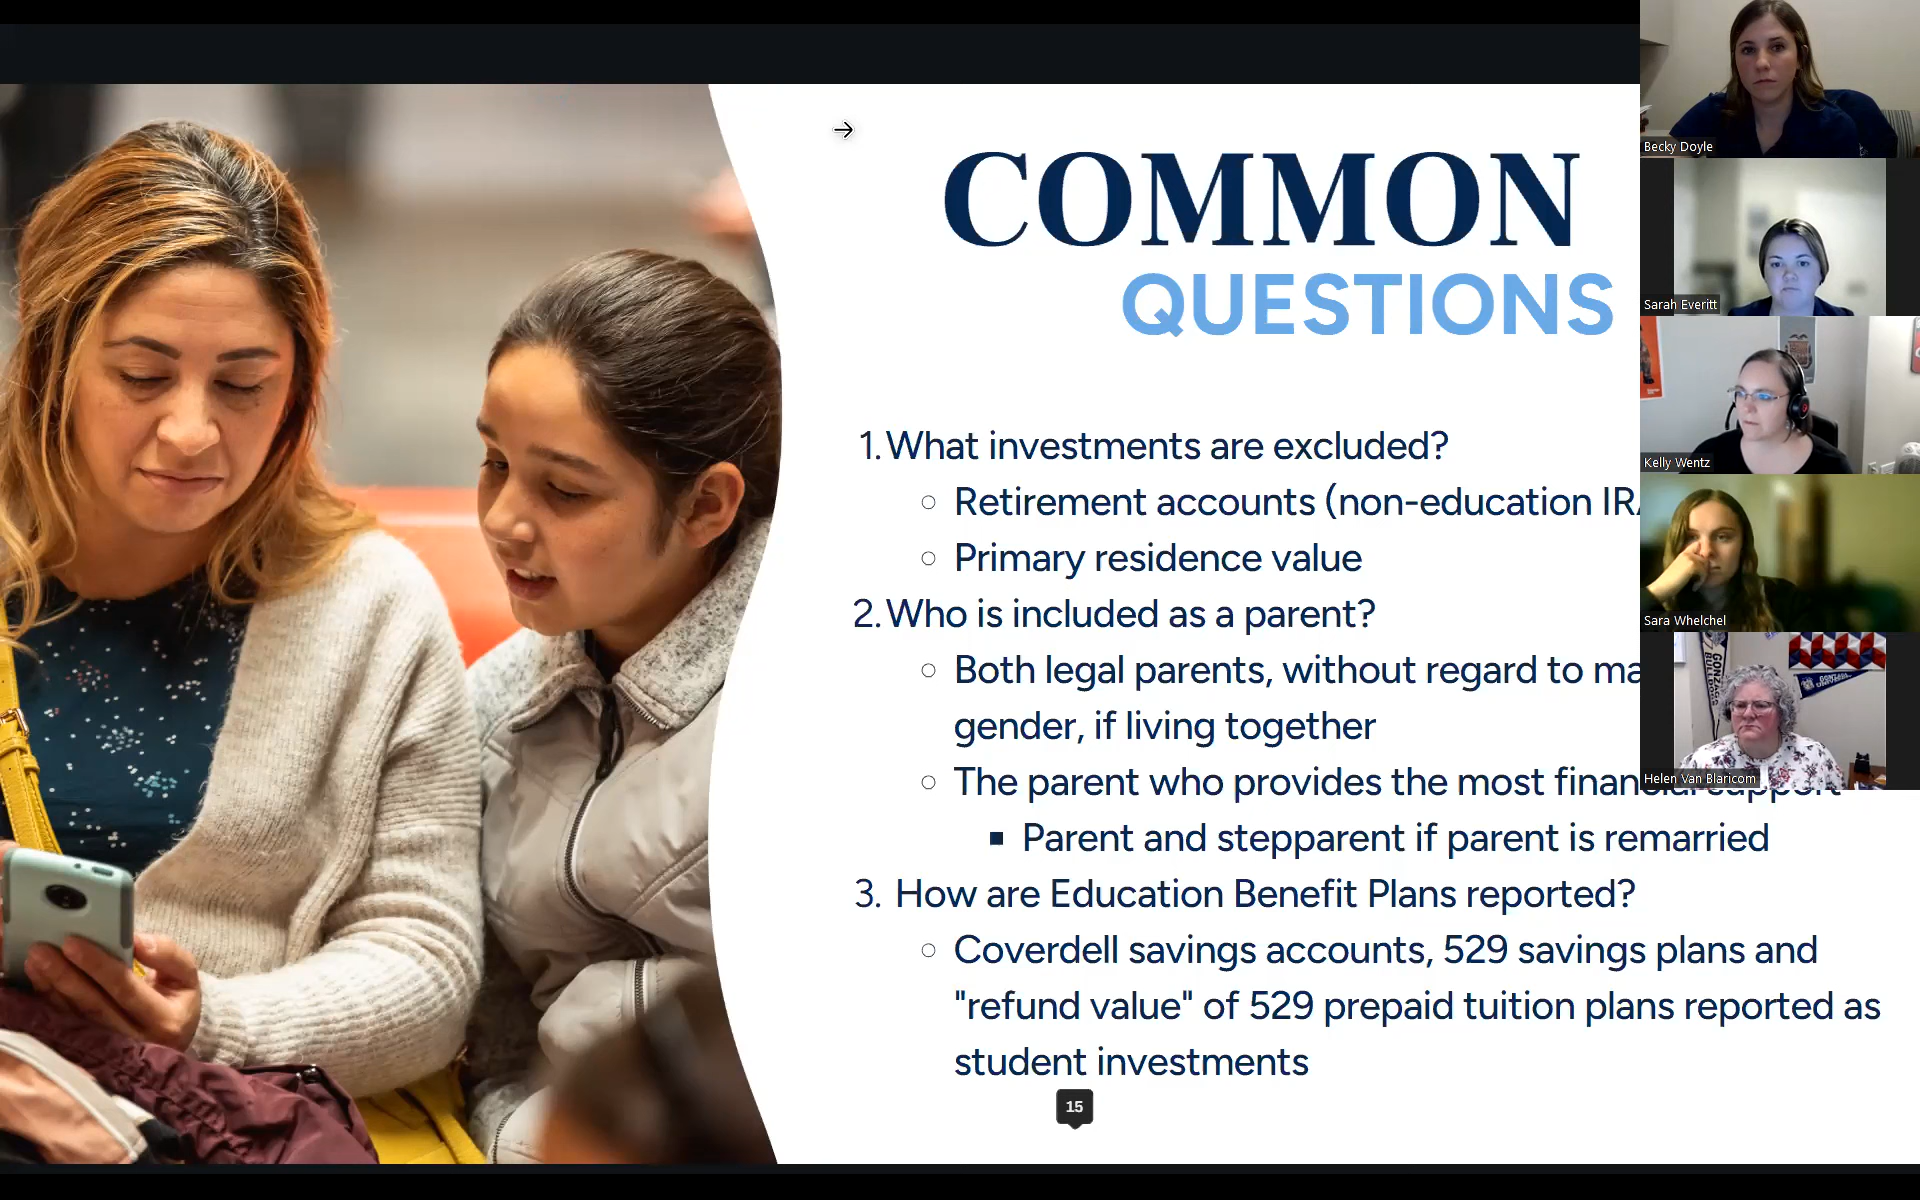 COMMON
QUESTIONS
1. What investments are excluded?
Retirement accounts (non-education
Primary residence value
2. Who is included as a parent?
Both legal parents, without regard to
gender, if living together
The parent who provides the most financial support
Parent and stepparent if parent is remarried
3. How are Education Benefit Plans reported?
Coverdell savings accounts, 529 savings plans and
"refund value" of 529 prepaid tuition plans reported as
student investments
15
Becky Doyle
Sarah Everitt
Kelly Wentz
Sara Whelchel
GONZAGA
Helen Van Blaricom